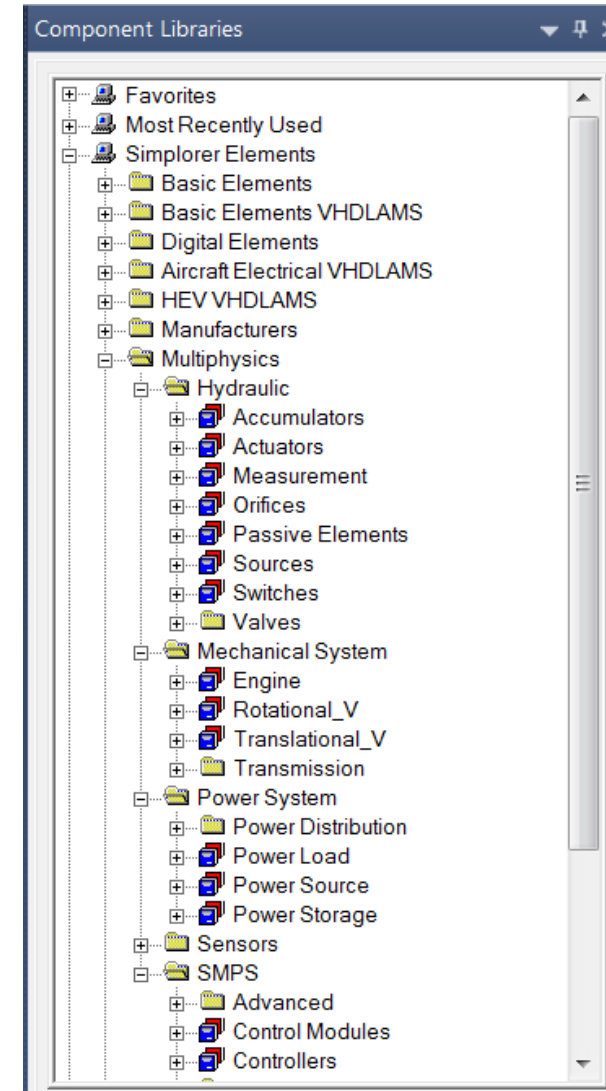 Component Libraries
Favorites
Most Recently Used
Simplorer Elements
Basic Elements
Basic Elements VHDLAMS
Digital Elements
Aircraft Electrical VHDLAMS
HEV VHDLAMS
Manufacturers
Multiphysics
Hydraulic
Accumulators
Actuators
Measurement
Orifices
Passive Elements
Sources
Switches
Valves
Mechanical System
Engine
Rotational_V
Translational_V
Transmission
Power System
Power Distribution
Power Load
Power Source
Power Storage
Sensors
SMPS
Advanced
Control Modules
Controllers